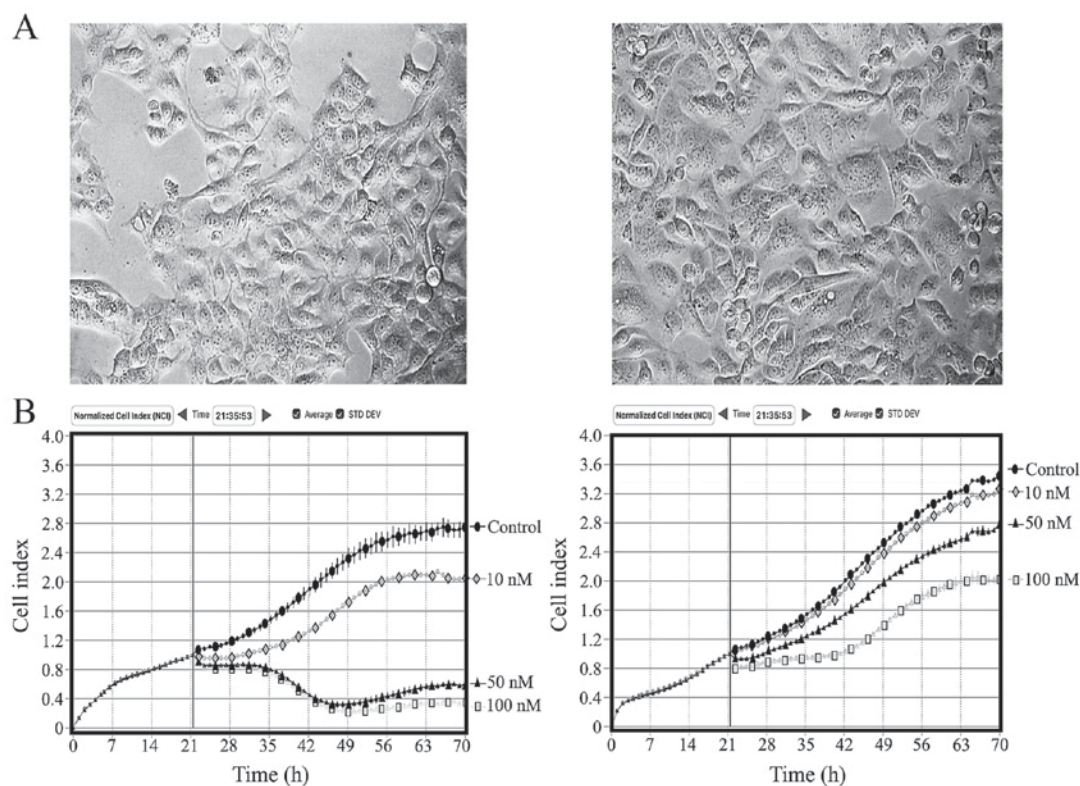 A
B
Normalized Cell Index (NCI) Time 21:35:53 Average STD DEV
4.0
3.6
3.2
2.8
2.4
2.0
1.6
1.2
0.8
0.4
0
Cell index
Control
10 nM
50 nM
100 nM
0 7 14 21 28 35 42 49 56 63 70
Time (h)
Normalized Cell Index (NCI) Time 21:35:53 Average STD DEV
4.0
3.6
3.2
2.8
2.4
2.0
1.6
1.2
0.8
0.4
0
Cell index
Control
10 nM
50 nM
100 nM
0 7 14 21 28 35 42 49 56 63 70
Time (h)